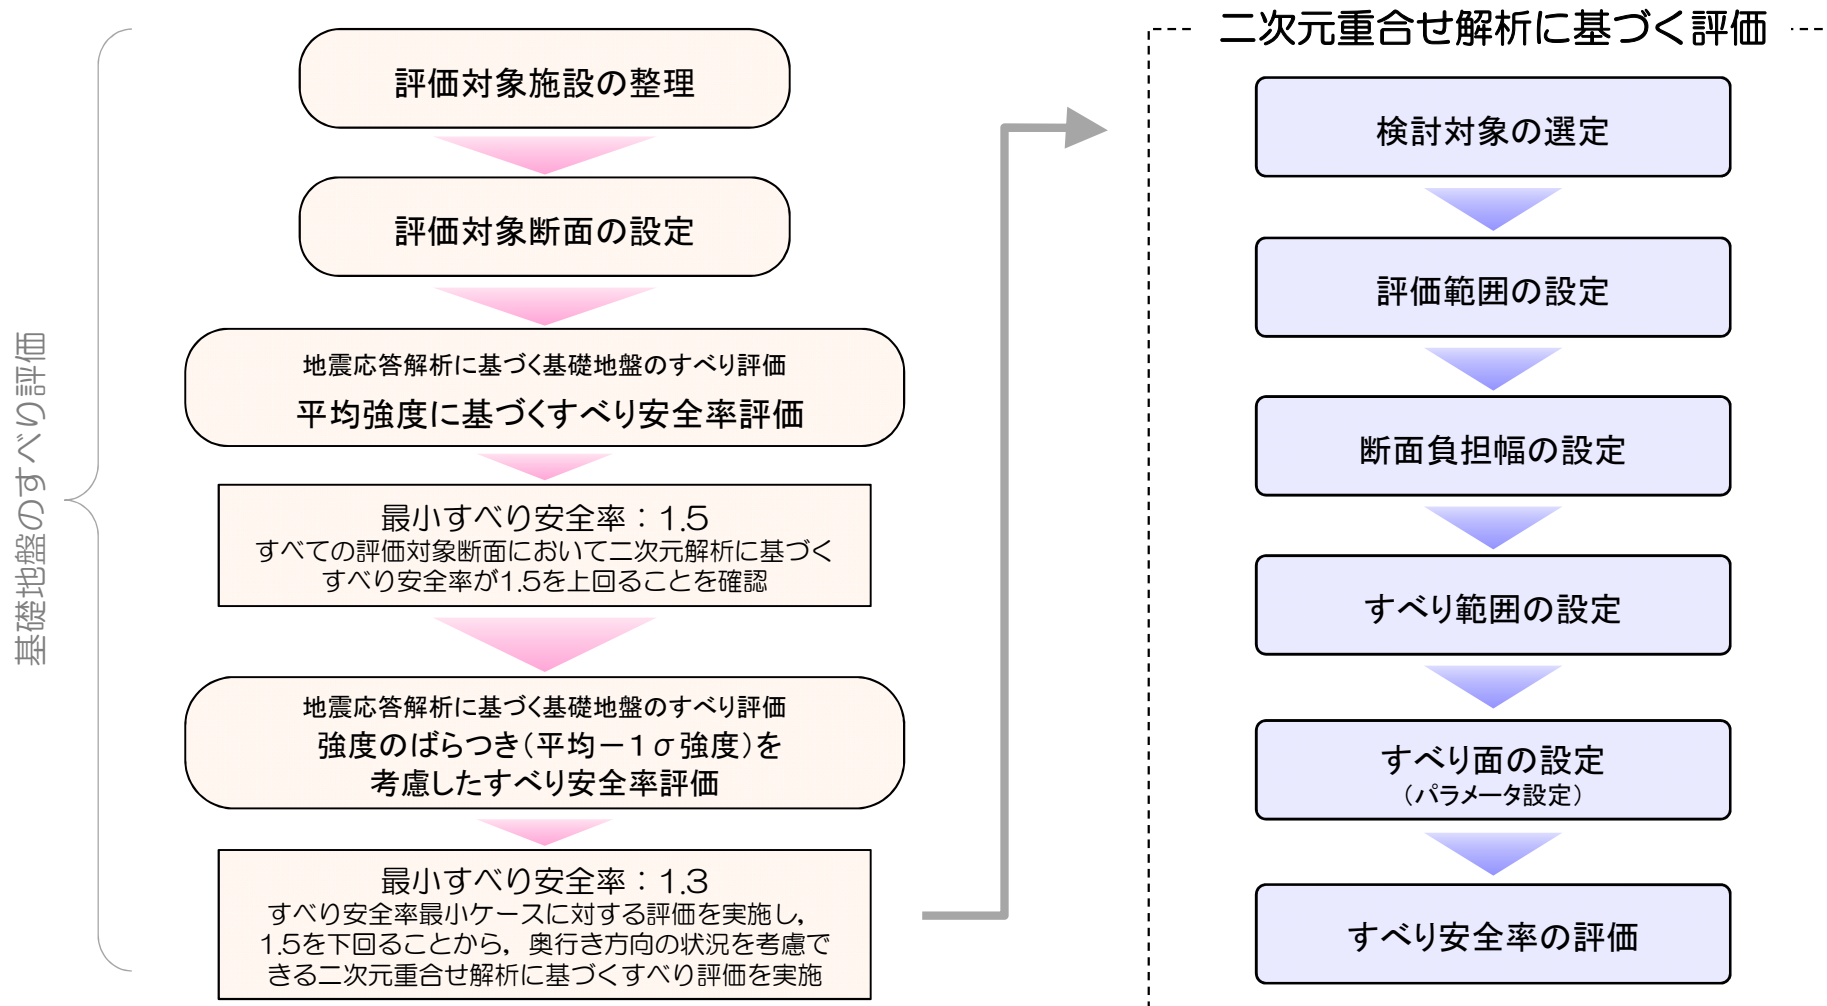 基礎地盤のすべり評価
評価対象施設の整理
評価対象断面の設定
地震応答解析に基づく基礎地盤のすべり評価
平均強度に基づくすべり安全率評価
最小すべり安全率：1.5
すべての評価対象断面において二次元解析に基づく
すべり安全率が1.5を上回ることを確認
地震応答解析に基づく基礎地盤のすべり評価
強度のばらつき（平均－１σ強度）を
考慮したすべり安全率評価
最小すべり安全率：1.3
すべり安全率最小ケースに対する評価を実施し，
1.5を下回ることから，奥行き方向の状況を考慮で
きる二次元重合せ解析に基づくすべり評価を実施
二次元重合せ解析に基づく評価
検討対象の選定
評価範囲の設定
断面負担幅の設定
すべり範囲の設定
すべり面の設定
（パラメータ設定）
すべり安全率の評価